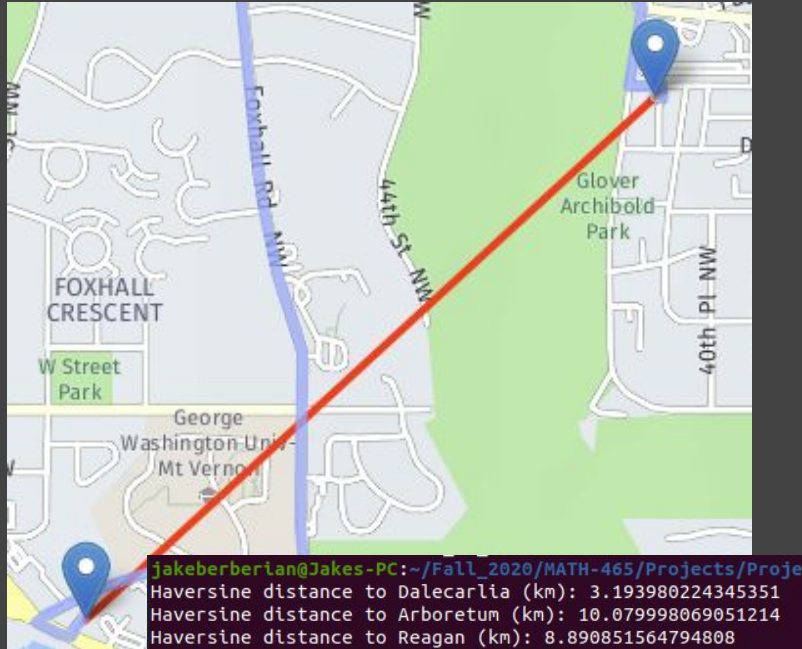 Foxhall Rd NW
44th St NW
Glover
Archibold
Park
40th Pl NW
FOXHALL
CRESCENT
W Street
Park
George
Washington Univ-
Mt Vernon
jakeberberian@Jakes-PC:~/Fall_2020/MATH-465/Projects/Proje
Haversine distance to Dalecarlia (km): 3.193980224345351
Haversine distance to Arboretum (km): 10.079998069051214
Haversine distance to Reagan (km): 8.890851564794808